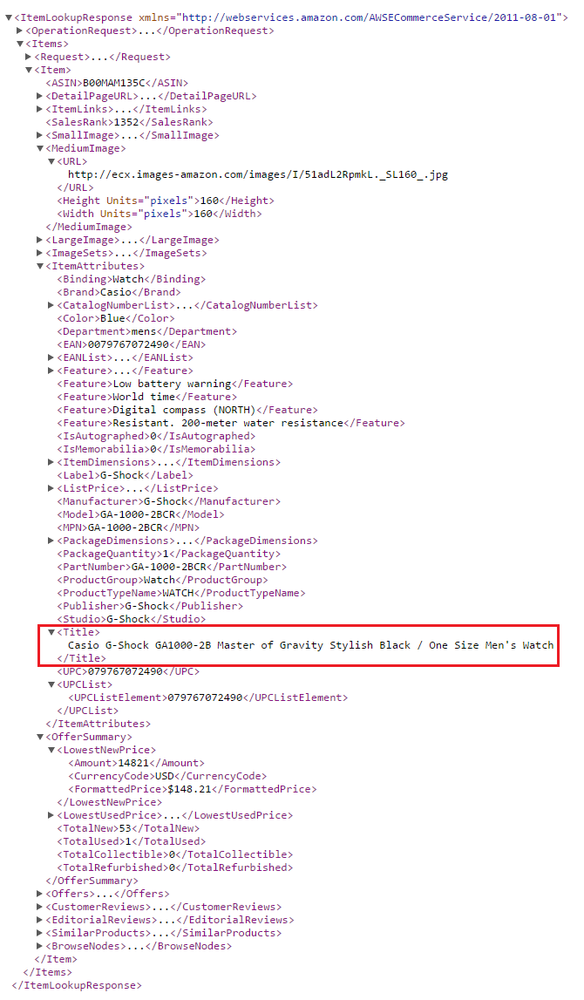 <ItemLookupResponse xmlns="http://webservices.amazon.com/AWSECommerceService/2011-08-01">
<OperationRequest>...</OperationRequest>
<Items>
<Request>...</Request>
<Item>
<ASIN>B00MAM135C</ASIN>
<DetailPageURL>...</DetailPageURL>
<ItemLinks>...</ItemLinks>
<SalesRank>1352</SalesRank>
<SmallImage>...</SmallImage>
<MediumImage>
<URL>
http://ecx.images-amazon.com/images/I/51adL2RpmkL._SL160_.jpg
</URL>
<Height Units="pixels">160</Height>
<Width Units="pixels">160</Width>
</MediumImage>
<LargeImage>...</LargeImage>
<ImageSets>...</ImageSets>
<ItemAttributes>
<Binding>Watch</Binding>
<Brand>Casio</Brand>
<CatalogNumberList>...</CatalogNumberList>
<Color>Blue</Color>
<Department>mens</Department>
<EAN>0079767072490</EAN>
<EANList>...</EANList>
<Feature>...</Feature>
<Feature>Low battery warning</Feature>
<Feature>World time</Feature>
<Feature>Digital compass (NORTH)</Feature>
<Feature>Resistant. 200-meter water resistance</Feature>
<IsAutographed>0</IsAutographed>
<IsMemorabilia>0</IsMemorabilia>
<ItemDimensions>...</ItemDimensions>
<Label>G-Shock</Label>
<ListPrice>...</ListPrice>
<Manufacturer>G-Shock</Manufacturer>
<Model>GA-1000-2BCR</Model>
<MPN>GA-1000-2BCR</MPN>
<PackageDimensions>...</PackageDimensions>
<PackageQuantity>1</PackageQuantity>
<PartNumber>GA-1000-2BCR</PartNumber>
<ProductGroup>Watch</ProductGroup>
<ProductTypeName>WATCH</ProductTypeName>
<Publisher>G-Shock</Publisher>
<Studio>G-Shock</Studio>
<Title>
Casio G-Shock GA1000-2B Master of Gravity Stylish Black / One Size Men's Watch
</Title>
<UPC>079767072490</UPC>
<UPCList>
<UPCListElement>079767072490</UPCListElement>
</UPCList>
</ItemAttributes>
<OfferSummary>
<LowestNewPrice>
<Amount>14821</Amount>
<CurrencyCode>USD</CurrencyCode>
<FormattedPrice>$148.21</FormattedPrice>
</LowestNewPrice>
<LowestUsedPrice>...</LowestUsedPrice>
<TotalNew>53</TotalNew>
<TotalUsed>1</TotalUsed>
<TotalCollectible>0</TotalCollectible>
<TotalRefurbished>0</TotalRefurbished>
</OfferSummary>
<Offers>...</Offers>
<CustomerReviews>...</CustomerReviews>
<EditorialReviews>...</EditorialReviews>
<SimilarProducts>...</SimilarProducts>
<BrowseNodes>...</BrowseNodes>
</Item>
</Items>
</ItemLookupResponse>